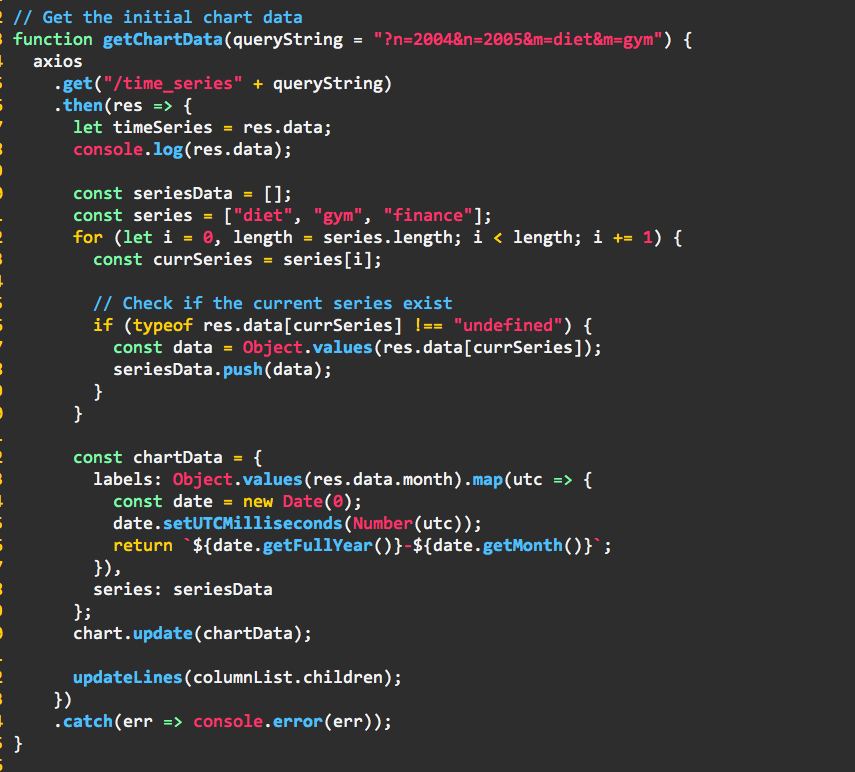 // Get the initial chart data
function getChartData(queryString = "?n=2004&n=2005&m=diet&m=gym") {
  axios
    .get("/time_series" + queryString)
    .then(res => {
      let timeSeries = res.data;
      console.log(res.data);

      const seriesData = [];
      const series = ["diet", "gym", "finance"];
      for (let i = 0, length = series.length; i < length; i += 1) {
        const currSeries = series[i];

        // Check if the current series exist
        if (typeof res.data[currSeries] !== "undefined") {
          const data = Object.values(res.data[currSeries]);
          seriesData.push(data);
        }
      }

      const chartData = {
        labels: Object.values(res.data.month).map(utc => {
          const date = new Date(0);
          date.setUTCMilliseconds(Number(utc));
          return `${date.getFullYear()}-${date.getMonth()}`;
        }),
        series: seriesData
      };
      chart.update(chartData);

      updateLines(columnList.children);
    })
    .catch(err => console.error(err));
}